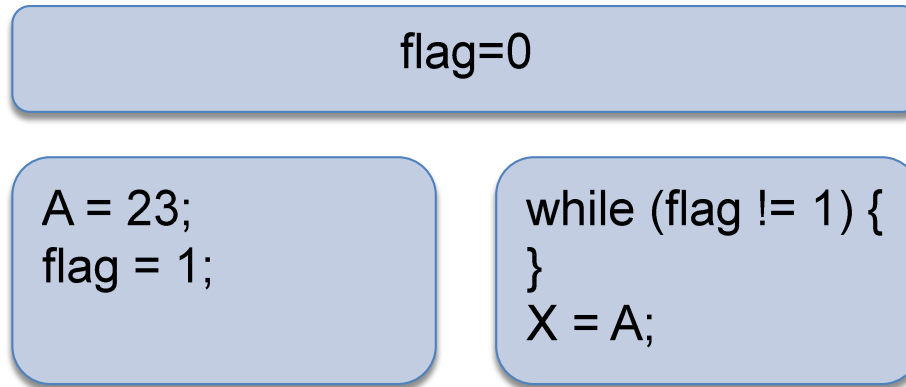 flag=0
A = 23;
flag = 1;
while (flag != 1) {
}
X = A;